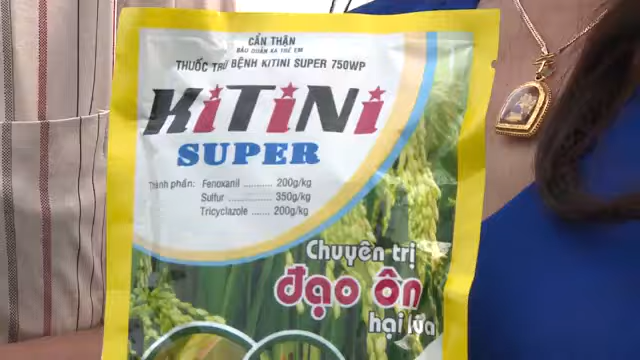 CẨN THẬN
BẢO QUẢN XA TRẺ EM
THUỐC TRỪ BỆNH KITINI SUPER 750WP
KiTiNi
SUPER
Thành phần: Fenoxanil ........... 200g/kg
Sulfur ................ 350g/kg
Tricyclazole ...... 200g/kg
Chuyên trị
đạo ôn
hại lúa